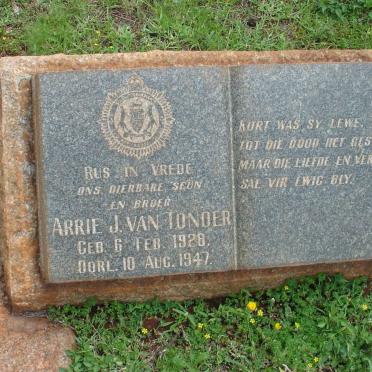 RUS IN VREDE
ONS DIERBARE SEUN
EN BROER
ARRIE J. VAN TONDER
GEB. 6 FEB. 1928.
OORL. 10 AUG. 1947.
KORT WAS SY LEWE,
TOT DIE DOOD HET
MAAR DIE LIEFDE EN
SAL VIR EWIG BLY.